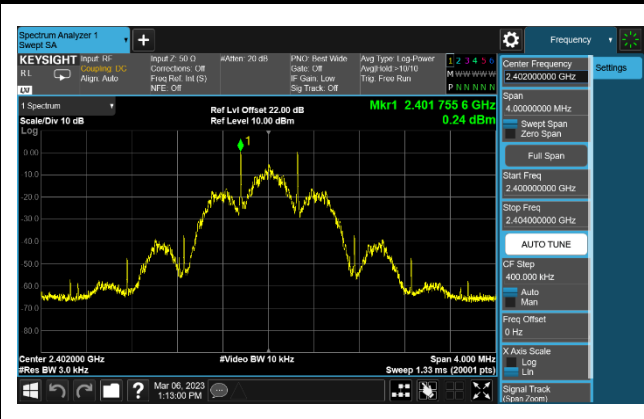 Spectrum Analyzer 1
Swept SA
Frequency
KEYSIGHT
RL
LXI
Input: RF
Coupling: DC
Align: Auto
Input Z: 50 Ω
Corrections: Off
Freq Ref: Int (S)
NFE: Off
#Atten: 20 dB
PNO: Best Wide
Gate: Off
IF Gain: Low
Sig Track: Off
Avg Type: Log-Power
Avg|Hold:>10/10
Trig: Free Run
1 2 3 4 5 6
M W W W W W
P N N N N N
1 Spectrum
Scale/Div 10 dB
Log
Ref Lvl Offset 22.00 dB
Ref Level 10.00 dBm
Mkr1 2.401 755 6 GHz
0.24 dBm
1
0.00
-10.0
-20.0
-30.0
-40.0
-50.0
-60.0
-70.0
-80.0
Center 2.402000 GHz
#Res BW 3.0 kHz
#Video BW 10 kHz
Span 4.000 MHz
Sweep 1.33 ms (20001 pts)
Mar 06, 2023
1:13:00 PM
Center Frequency
2.402000000 GHz
Settings
Span
4.00000000 MHz
Swept Span
Zero Span
Full Span
Start Freq
2.400000000 GHz
Stop Freq
2.404000000 GHz
AUTO TUNE
CF Step
400.000 kHz
Auto
Man
Freq Offset
0 Hz
X Axis Scale
Log
Lin
Signal Track
(Span Zoom)